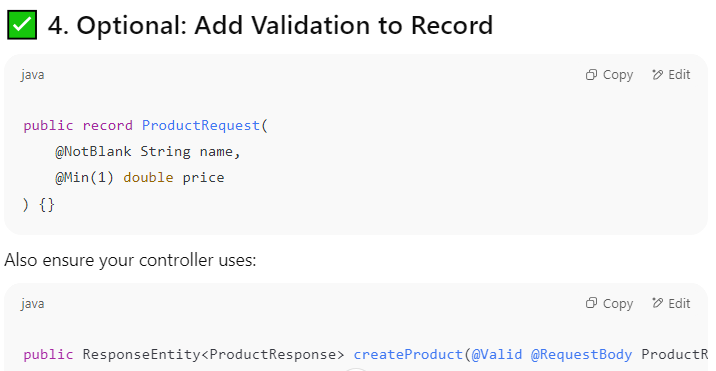 ✅ 4. Optional: Add Validation to Record
java Copy Edit
public record ProductRequest(
@NotBlank String name,
@Min(1) double price
) {}
Also ensure your controller uses:
java Copy Edit
public ResponseEntity<ProductResponse> createProduct(@Valid @RequestBody ProductR